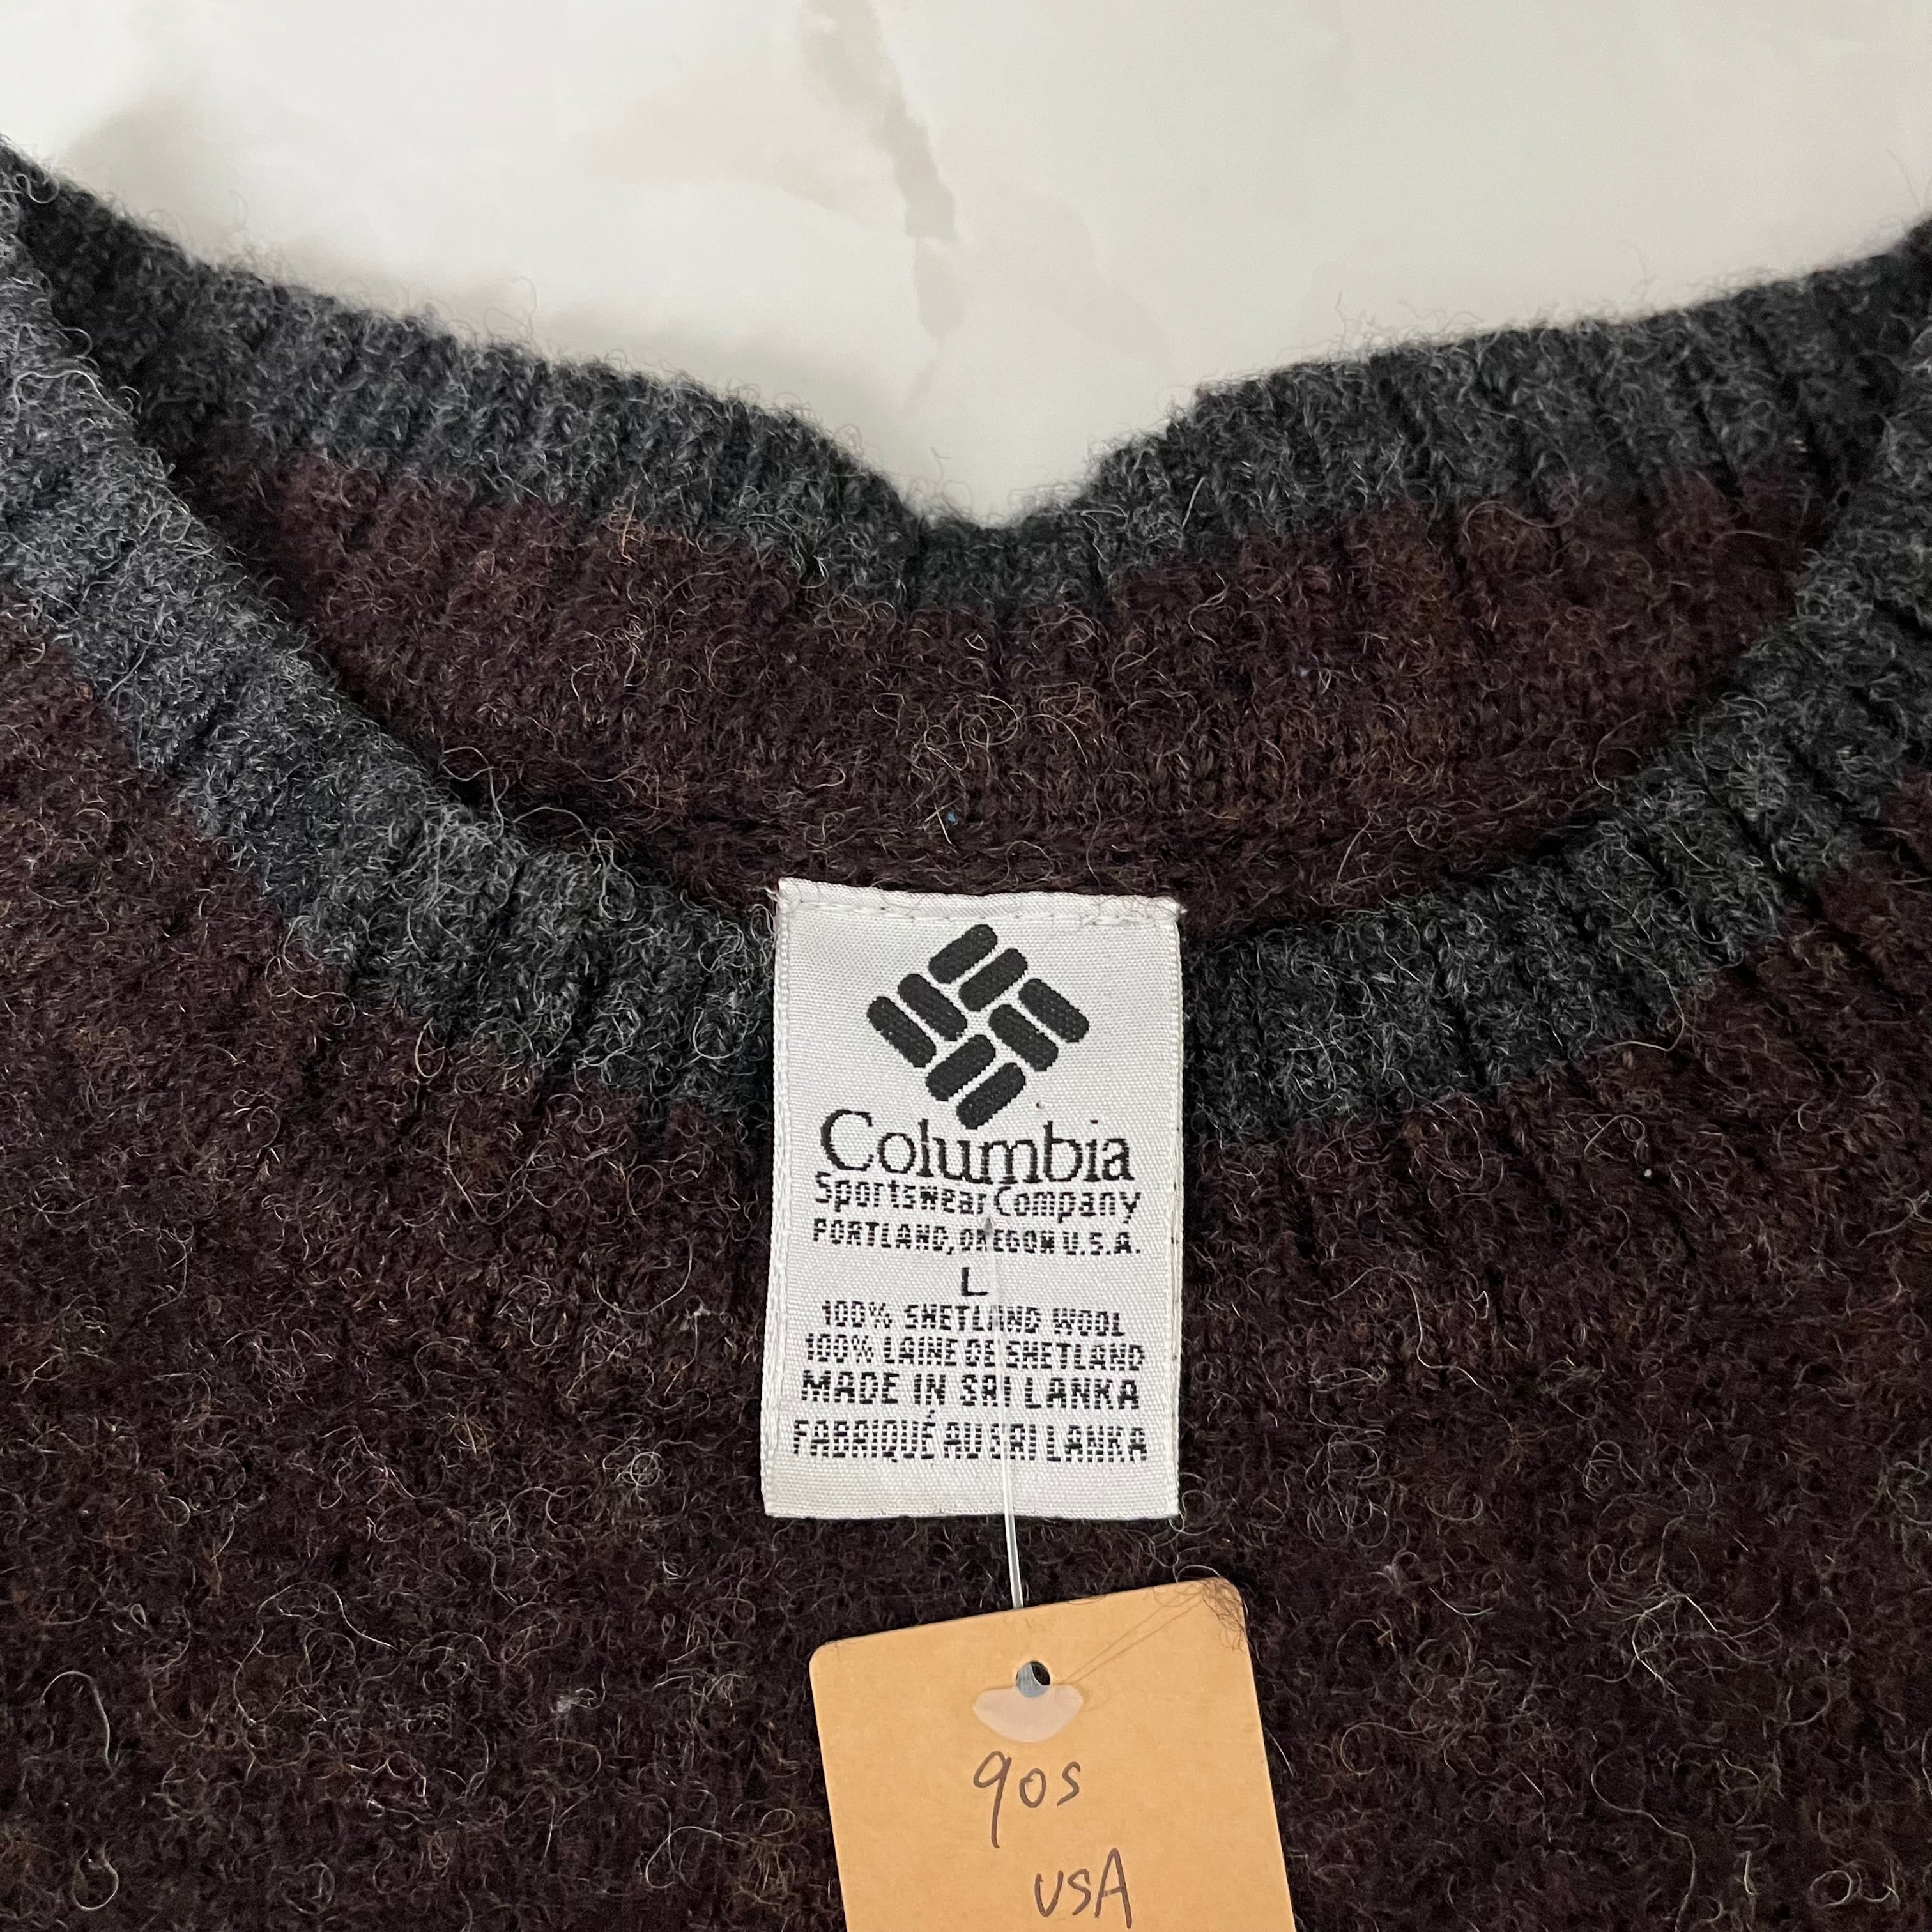 Columbia
Sportswear Company
PORTLAND, OREGON U.S.A.
L
100% SHETLAND WOOL
100% LAINE DE SHETLAND
MADE IN SRI LANKA
FABRIQUÉ AU SRI LANKA
90s
USA